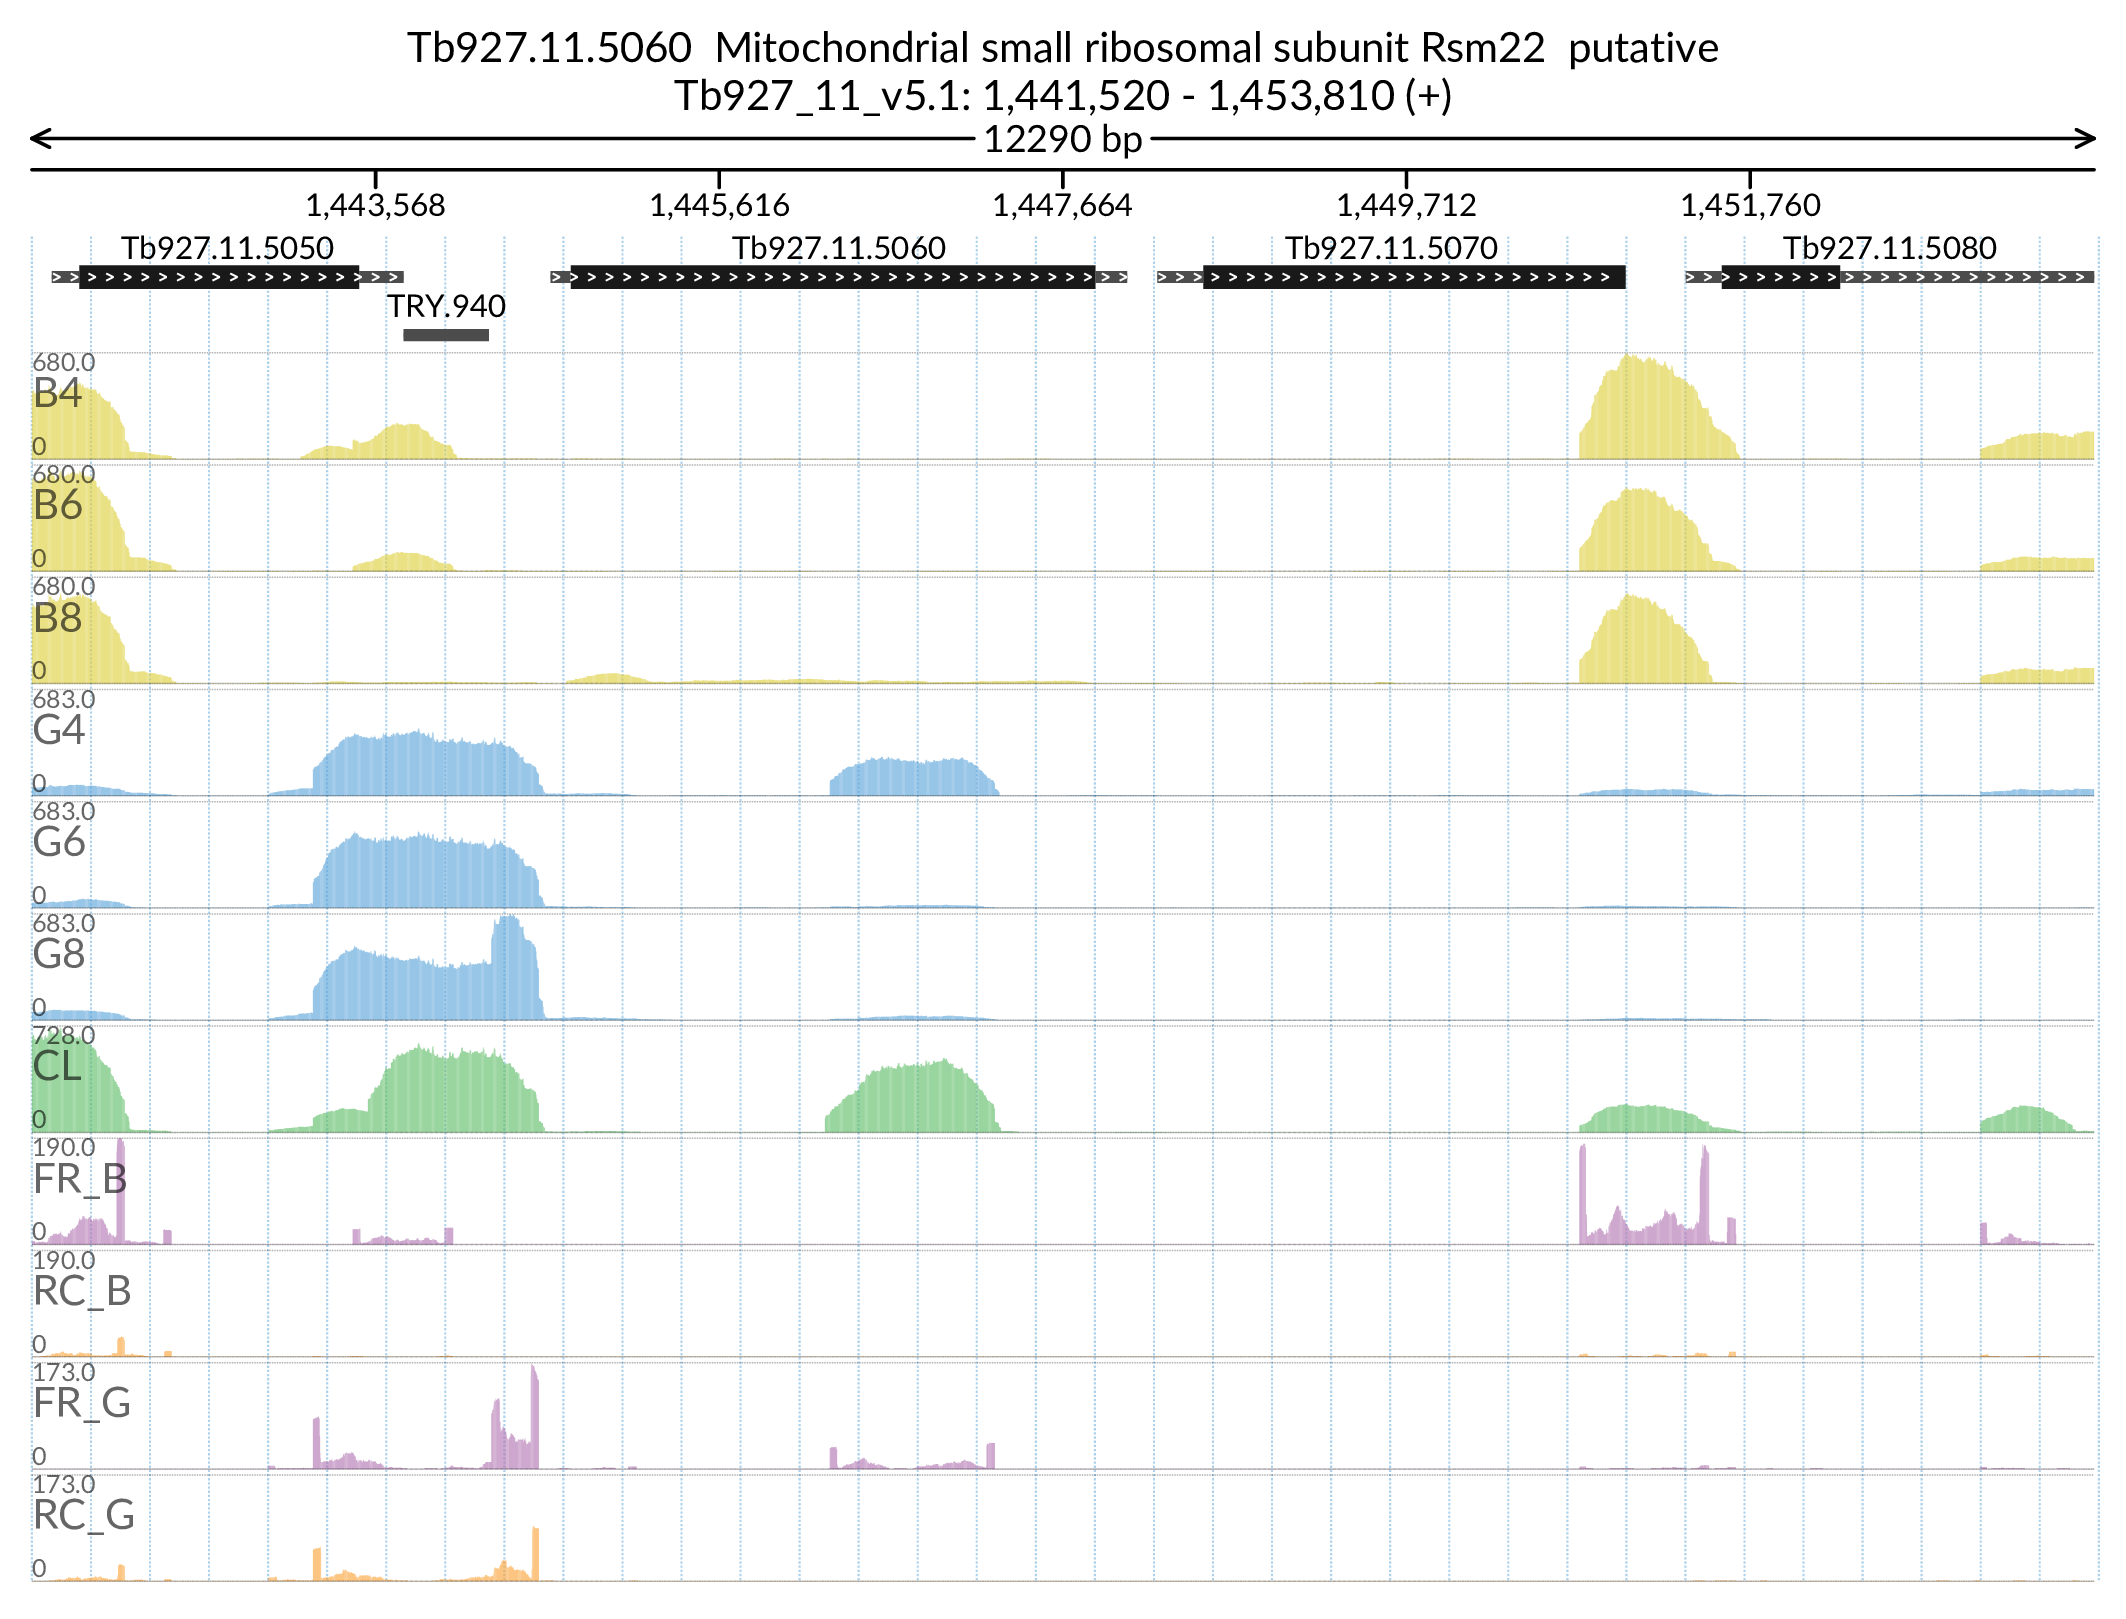 Tb927.11.5060  Mitochondrial small ribosomal subunit Rsm22  putative
Tb927_11_v5.1: 1,441,520 - 1,453,810 (+)
12290 bp
1,443,568 1,445,616 1,447,664 1,449,712 1,451,760
Tb927.11.5050 Tb927.11.5060 Tb927.11.5070 Tb927.11.5080
TRY.940
680.0
B4
0
680.0
B6
0
680.0
B8
0
683.0
G4
0
683.0
G6
0
683.0
G8
0
728.0
CL
0
190.0
FR_B
0
190.0
RC_B
0
173.0
FR_G
0
173.0
RC_G
0